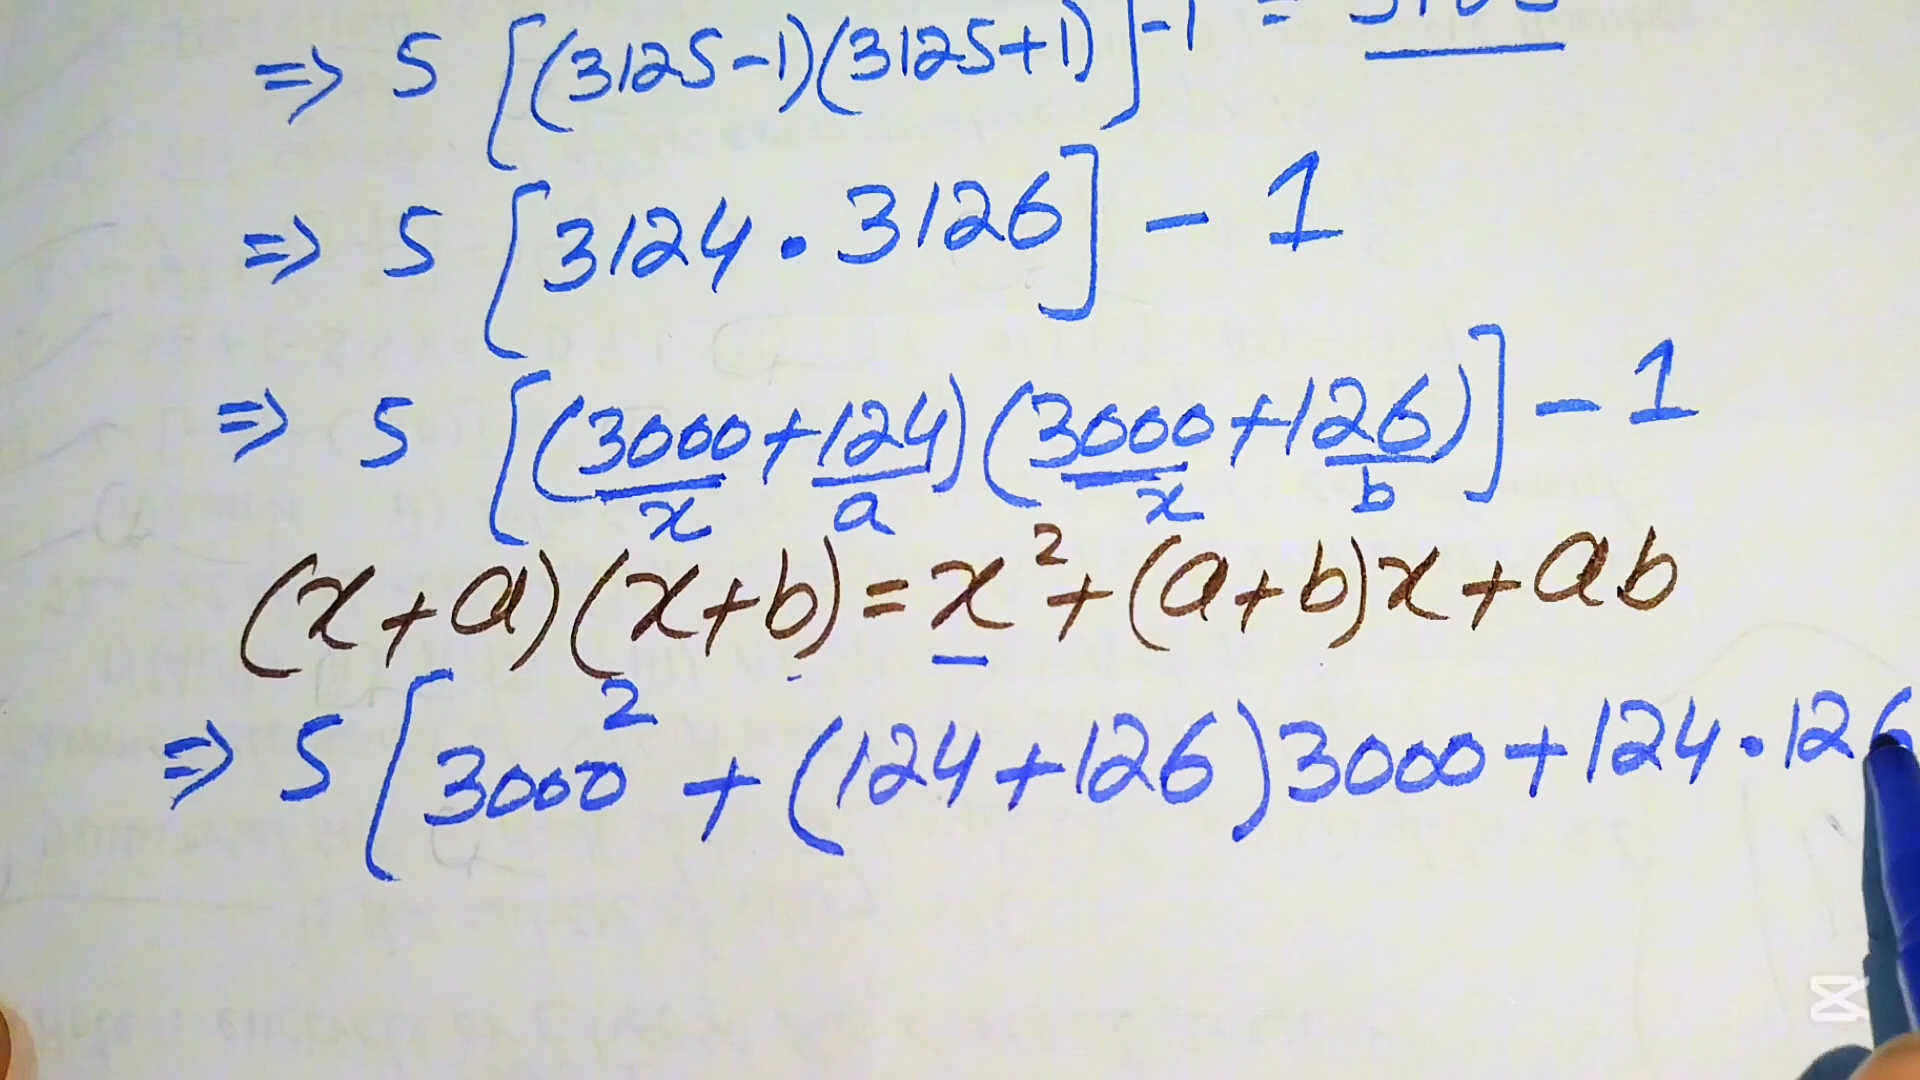 => 5 [(3125-1)(3125+1)]-1 =
=> 5 [3124 . 3126] - 1
=> 5 [(3000+124)(3000+126)] - 1
x a x b
(x+a)(x+b)=x²+(a+b)x+ab
=> 5 [3000² + (124+126)3000+124.126